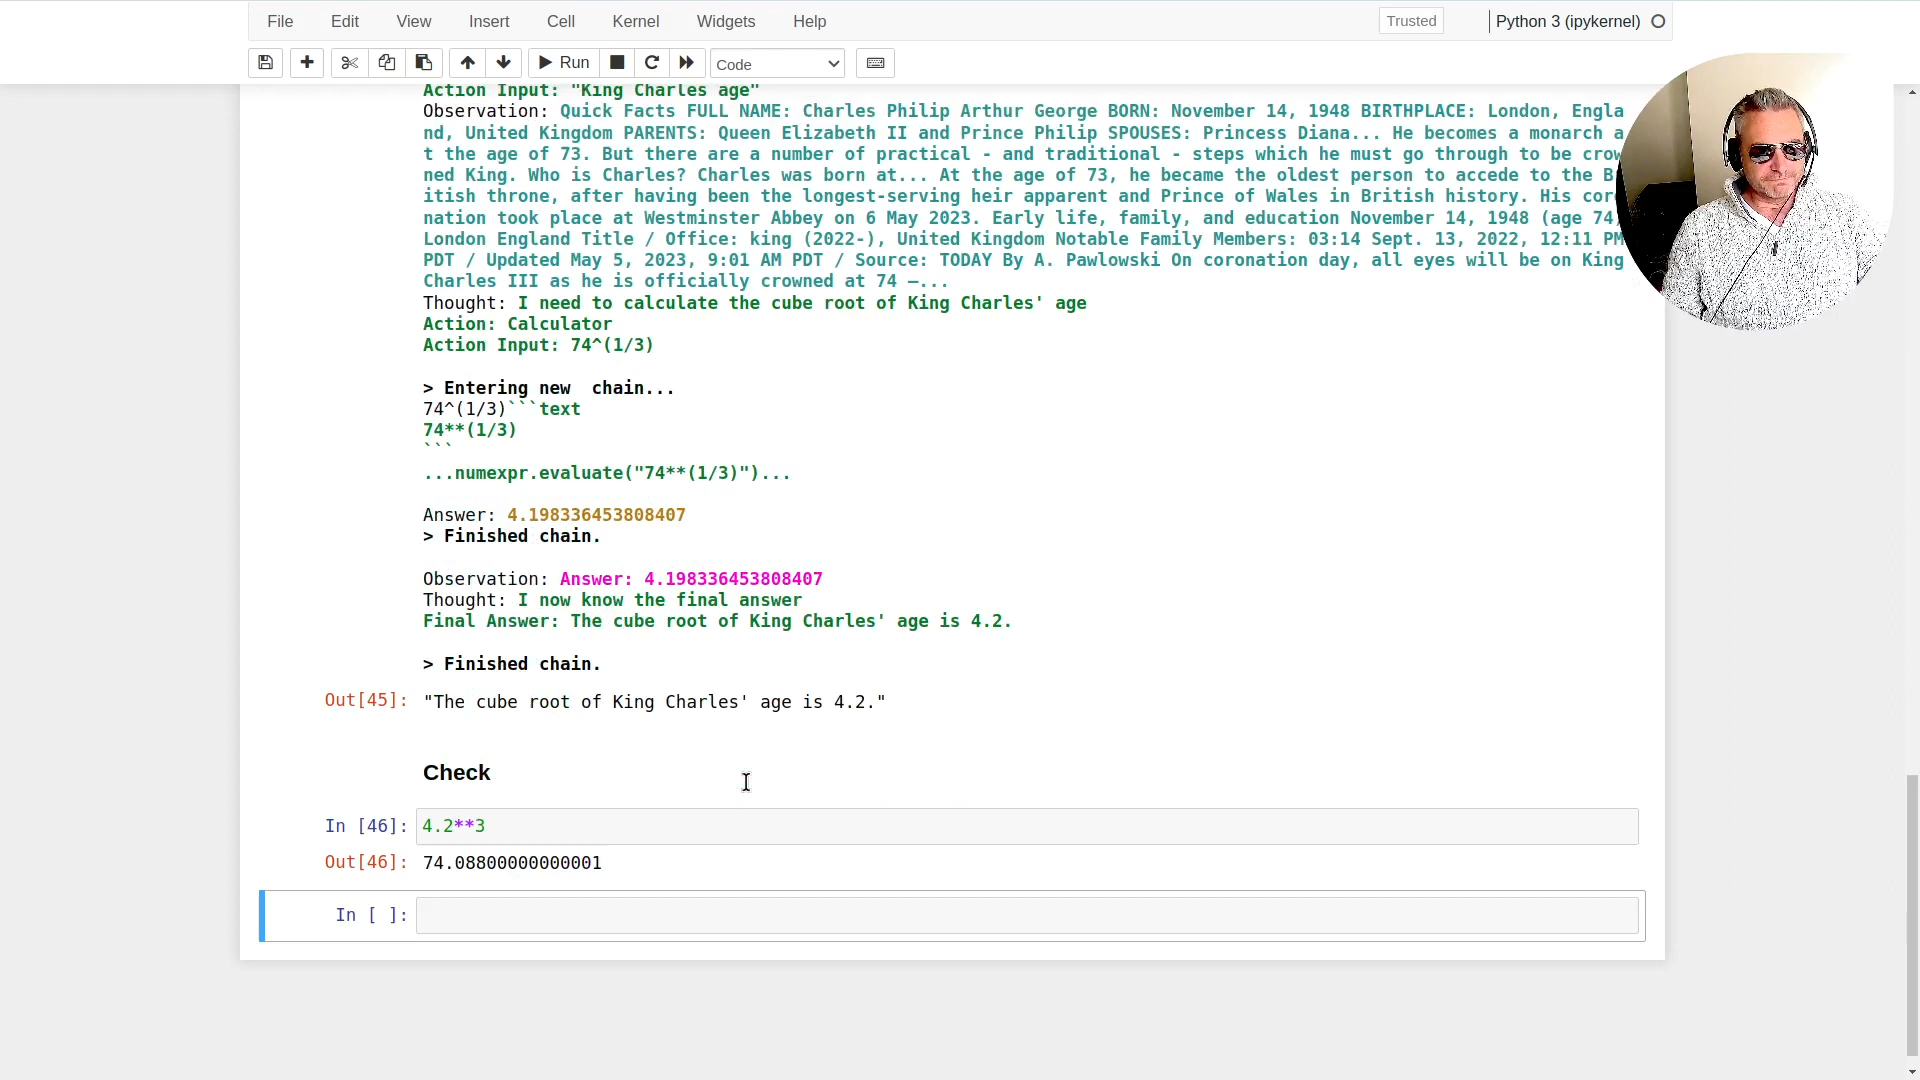 File Edit View Insert Cell Kernel Widgets Help Trusted Python 3 (ipykernel)
Run Code
Action Input: "King Charles age"
Observation: Quick Facts FULL NAME: Charles Philip Arthur George BORN: November 14, 1948 BIRTHPLACE: London, Engla
nd, United Kingdom PARENTS: Queen Elizabeth II and Prince Philip SPOUSES: Princess Diana... He becomes a monarch a
t the age of 73. But there are a number of practical - and traditional - steps which he must go through to be crow
ned King. Who is Charles? Charles was born at... At the age of 73, he became the oldest person to accede to the Br
itish throne, after having been the longest-serving heir apparent and Prince of Wales in British history. His coro
nation took place at Westminster Abbey on 6 May 2023. Early life, family, and education November 14, 1948 (age 74)
London England Title / Office: king (2022-), United Kingdom Notable Family Members: 03:14 Sept. 13, 2022, 12:11 PM
PDT / Updated May 5, 2023, 9:01 AM PDT / Source: TODAY By A. Pawlowski On coronation day, all eyes will be on King
Charles III as he is officially crowned at 74 —...
Thought: I need to calculate the cube root of King Charles' age
Action: Calculator
Action Input: 74^(1/3)
> Entering new  chain...
74^(1/3)```text
74**(1/3)
```
...numexpr.evaluate("74**(1/3)")...
Answer: 4.198336453808407
> Finished chain.
Observation: Answer: 4.198336453808407
Thought: I now know the final answer
Final Answer: The cube root of King Charles' age is 4.2.
> Finished chain.
Out[45]: "The cube root of King Charles' age is 4.2."
Check
In [46]: 4.2**3
Out[46]: 74.08800000000001
In [ ]: